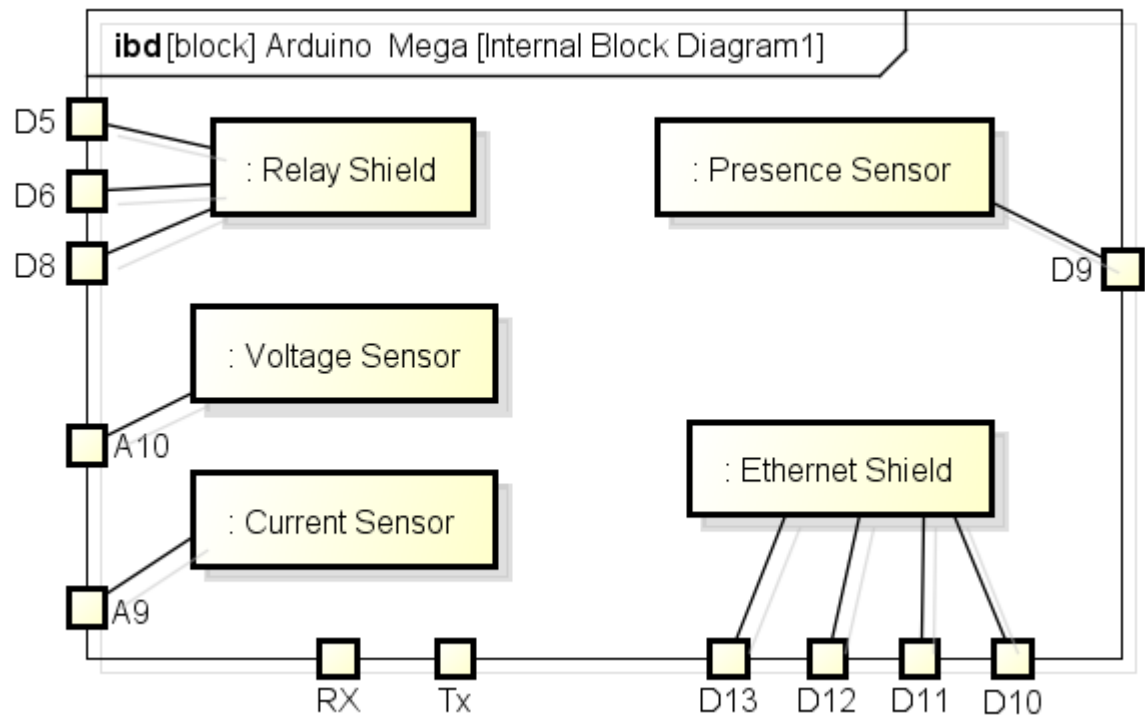 ibd [block] Arduino Mega [Internal Block Diagram1]
D5
: Relay Shield
: Presence Sensor
D6
D8
D9
: Voltage Sensor
A10
: Ethernet Shield
: Current Sensor
A9
RX
Tx
D13
D12
D11
D10